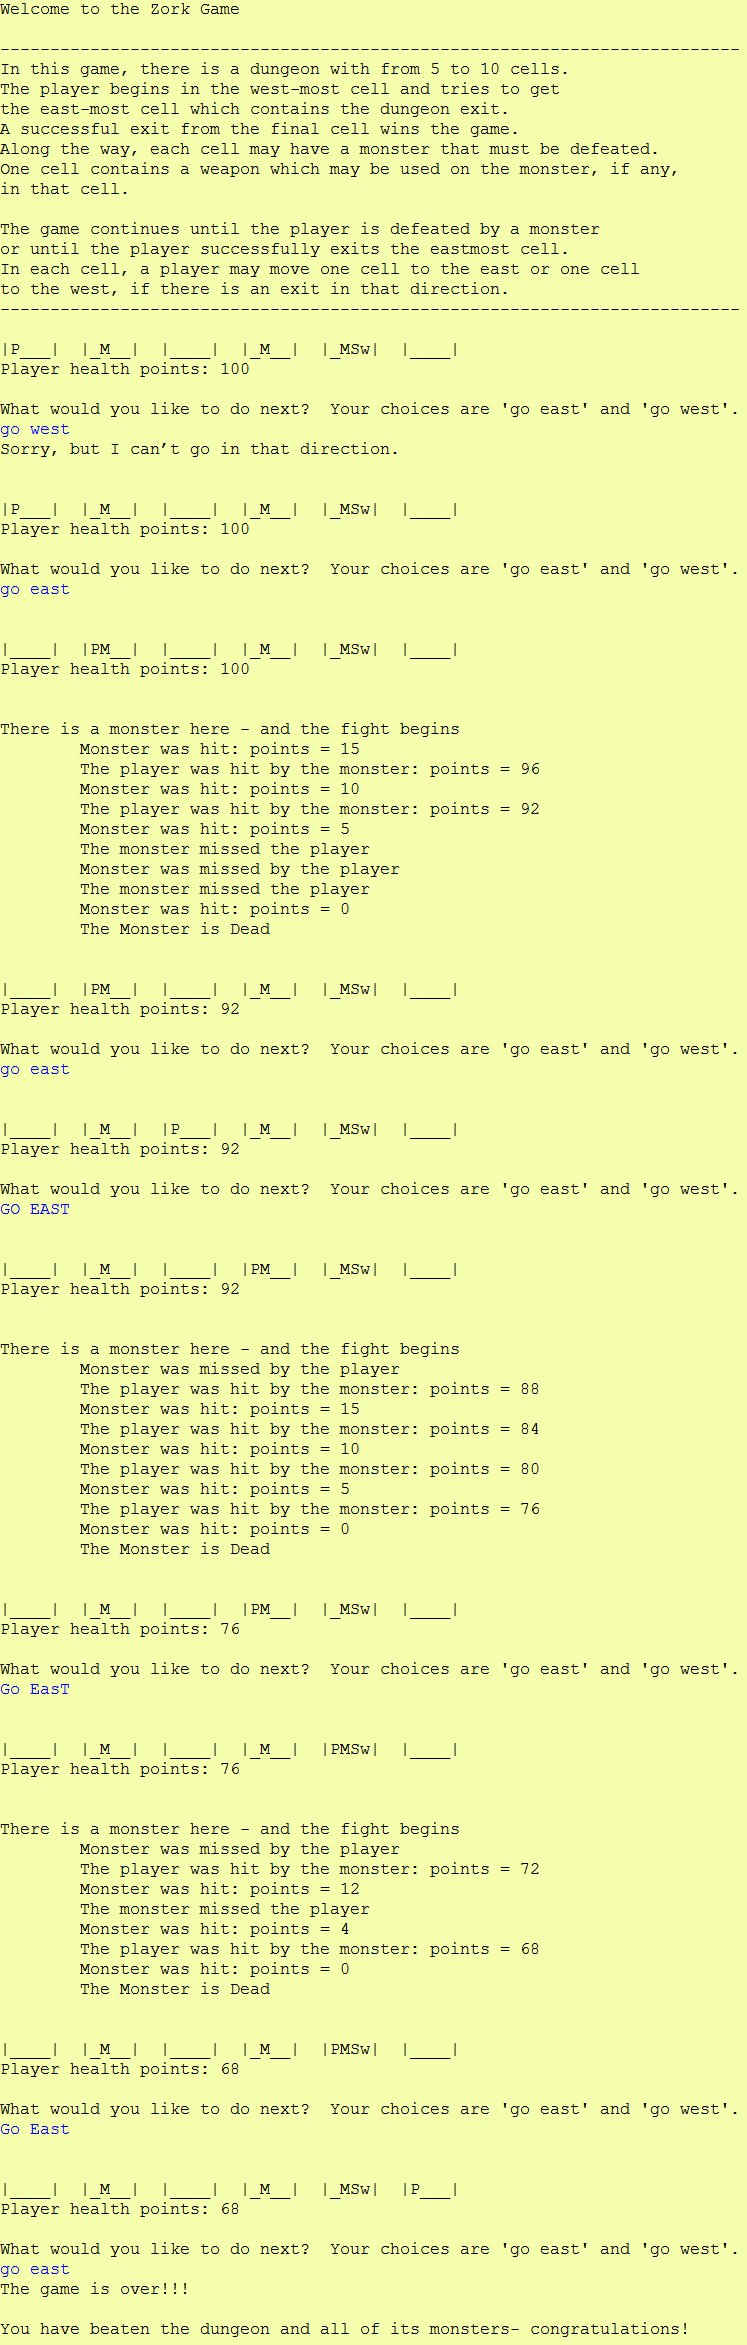 Welcome to the Zork Game
--------------------------------------------------------------------------
In this game, there is a dungeon with from 5 to 10 cells.
The player begins in the west-most cell and tries to get
the east-most cell which contains the dungeon exit.
A successful exit from the final cell wins the game.
Along the way, each cell may have a monster that must be defeated.
One cell contains a weapon which may be used on the monster, if any,
in that cell.
The game continues until the player is defeated by a monster
or until the player successfully exits the eastmost cell.
In each cell, a player may move one cell to the east or one cell
to the west, if there is an exit in that direction.
--------------------------------------------------------------------------
|P___|  |_M__|  |____|  |_M__|  |_MSw|  |____|
Player health points: 100
What would you like to do next?  Your choices are 'go east' and 'go west'.
go west
Sorry, but I can’t go in that direction.
|P___|  |_M__|  |____|  |_M__|  |_MSw|  |____|
Player health points: 100
What would you like to do next?  Your choices are 'go east' and 'go west'.
go east
|____|  |PM__|  |____|  |_M__|  |_MSw|  |____|
Player health points: 100
There is a monster here - and the fight begins
Monster was hit: points = 15
The player was hit by the monster: points = 96
Monster was hit: points = 10
The player was hit by the monster: points = 92
Monster was hit: points = 5
The monster missed the player
Monster was missed by the player
The monster missed the player
Monster was hit: points = 0
The Monster is Dead
|____|  |PM__|  |____|  |_M__|  |_MSw|  |____|
Player health points: 92
What would you like to do next?  Your choices are 'go east' and 'go west'.
go east
|____|  |_M__|  |P___|  |_M__|  |_MSw|  |____|
Player health points: 92
What would you like to do next?  Your choices are 'go east' and 'go west'.
GO EAST
|____|  |_M__|  |____|  |PM__|  |_MSw|  |____|
Player health points: 92
There is a monster here - and the fight begins
Monster was missed by the player
The player was hit by the monster: points = 88
Monster was hit: points = 15
The player was hit by the monster: points = 84
Monster was hit: points = 10
The player was hit by the monster: points = 80
Monster was hit: points = 5
The player was hit by the monster: points = 76
Monster was hit: points = 0
The Monster is Dead
|____|  |_M__|  |____|  |PM__|  |_MSw|  |____|
Player health points: 76
What would you like to do next?  Your choices are 'go east' and 'go west'.
Go EasT
|____|  |_M__|  |____|  |_M__|  |PMSw|  |____|
Player health points: 76
There is a monster here - and the fight begins
Monster was missed by the player
The player was hit by the monster: points = 72
Monster was hit: points = 12
The monster missed the player
Monster was hit: points = 4
The player was hit by the monster: points = 68
Monster was hit: points = 0
The Monster is Dead
|____|  |_M__|  |____|  |_M__|  |PMSw|  |____|
Player health points: 68
What would you like to do next?  Your choices are 'go east' and 'go west'.
Go East
|____|  |_M__|  |____|  |_M__|  |_MSw|  |P___|
Player health points: 68
What would you like to do next?  Your choices are 'go east' and 'go west'.
go east
The game is over!!!
You have beaten the dungeon and all of its monsters- congratulations!